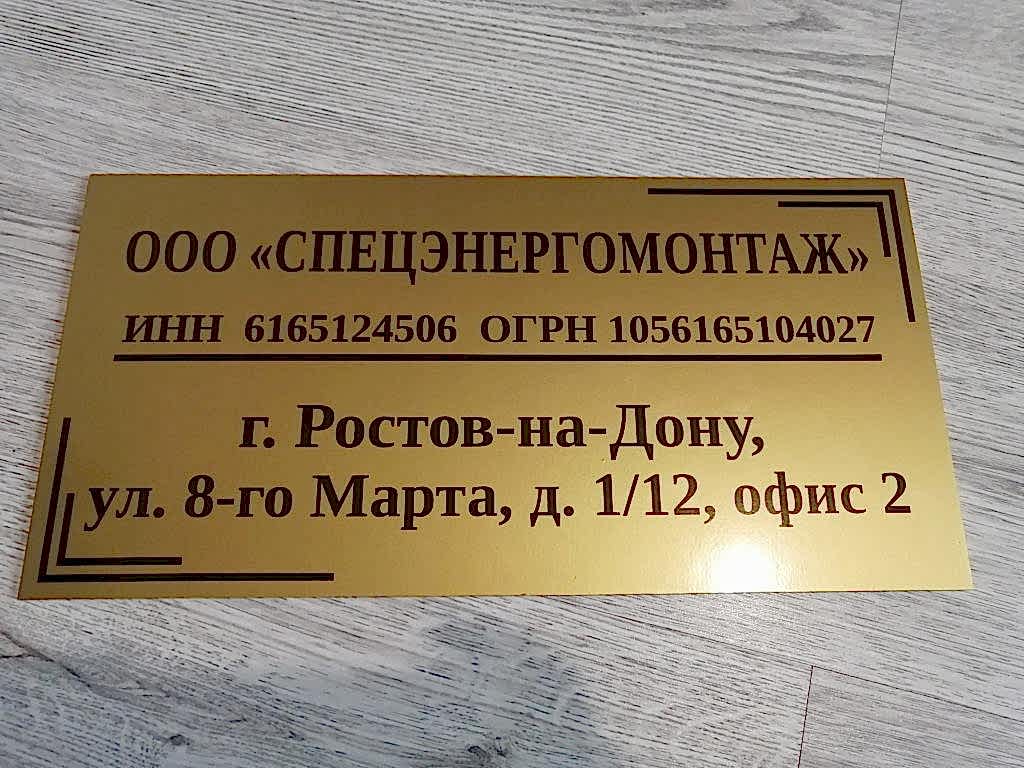 ООО «СПЕЦЭНЕРГОМОНТАЖ»
ИНН 6165124506 ОГРН 1056165104027
г. Ростов-на-Дону,
ул. 8-го Марта, д. 1/12, офис 2